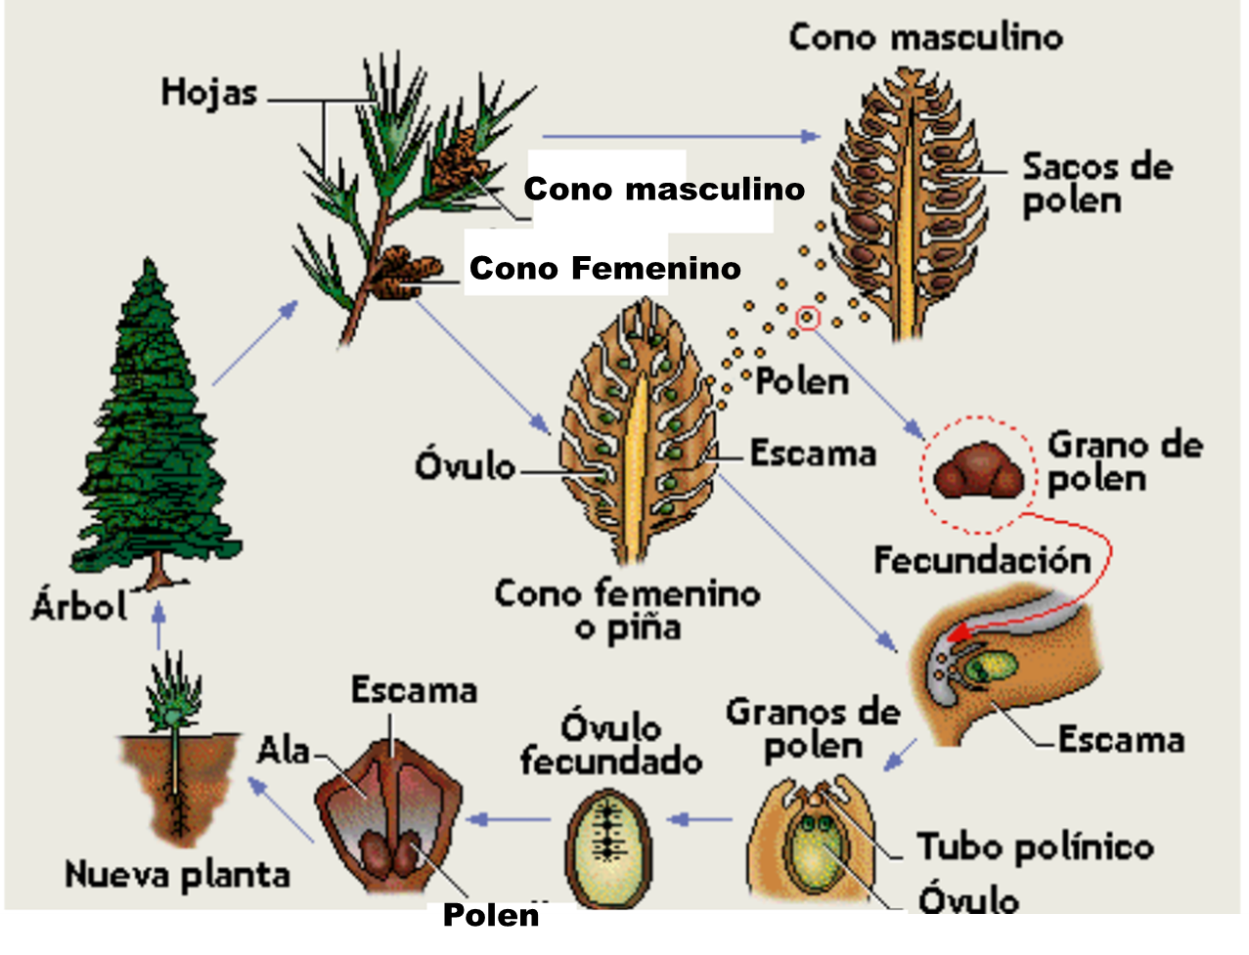 Cono masculino
Hojas
Cono masculino
Sacos de
polen
Cono Femenino
Polen
Óvulo
Escama
Grano de
polen
Fecundación
Cono femenino
o piña
Árbol
Escama
Granos de
polen
Óvulo
fecundado
Ala
Escama
Tubo polínico
Nueva planta
Óvulo
Polen